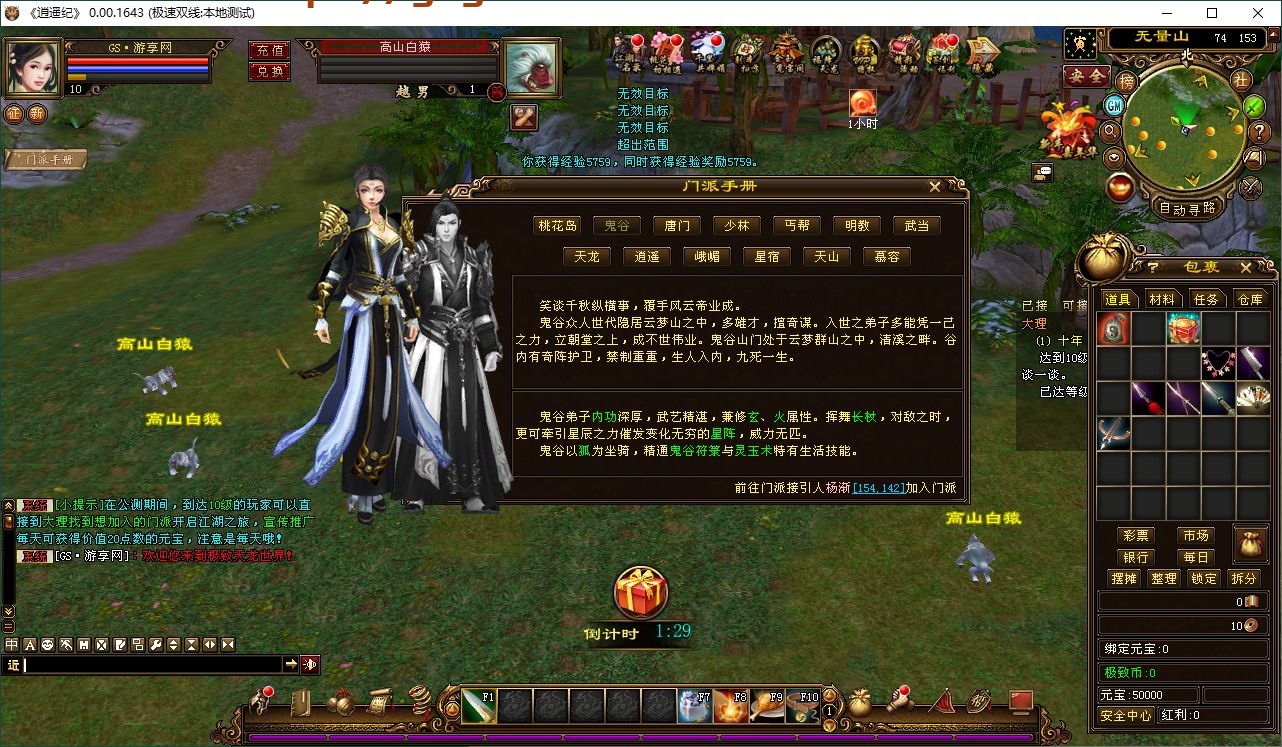 《逍遥纪》 0.00.1643 (极速双线:本地测试)
GS·游享网
10
充值
兑换
高山白猿
越男
1
征
新
门派手册
无效目标
无效目标
无效目标
超出范围
你获得经验5759，同时获得经验奖励5759。
1小时
无量山
74 153
安全
榜
社
GM
自动寻路
门派手册
桃花岛
鬼谷
唐门
少林
丐帮
明教
武当
天龙
逍遥
峨嵋
星宿
天山
慕容
笑谈千秋纵横事，覆手风云帝业成。
鬼谷众人世代隐居云梦山之中，多雄才，擅奇谋。入世之弟子多能凭一己
之力，立朝堂之上，成不世伟业。鬼谷山门处于云梦群山之中，清溪之畔。谷
内有奇阵护卫，禁制重重，生人入内，九死一生。
鬼谷弟子内功深厚，武艺精湛，兼修玄、火属性。挥舞长杖，对敌之时，
更可牵引星辰之力催发变化无穷的星阵，威力无匹。
鬼谷以狐为坐骑，精通鬼谷符箓与灵玉术特有生活技能。
前往门派接引人杨渐[154,142]加入门派
已接 可接
大理
(1) 十年
达到10级
谈一谈。
已达等级
高山白猿
高山白猿
高山白猿
包裹
道具
材料
任务
仓库
彩票
市场
银行
每日
摆摊
整理
锁定
拆分
0
10
绑定元宝:0
极致币:0
元宝:50000
安全中心
红利:0
系统 [小提示]在公测期间，到达10级的玩家可以直
接到大理找到想加入的门派开启江湖之旅，宣传推广
每天可获得价值20点数的元宝，注意是每天哦！
系统 [GS·游享网]：欢迎您来到极致天龙世界！
倒计时 1:29
中
A
近
F1
F7
F8
F9
F10
2
1